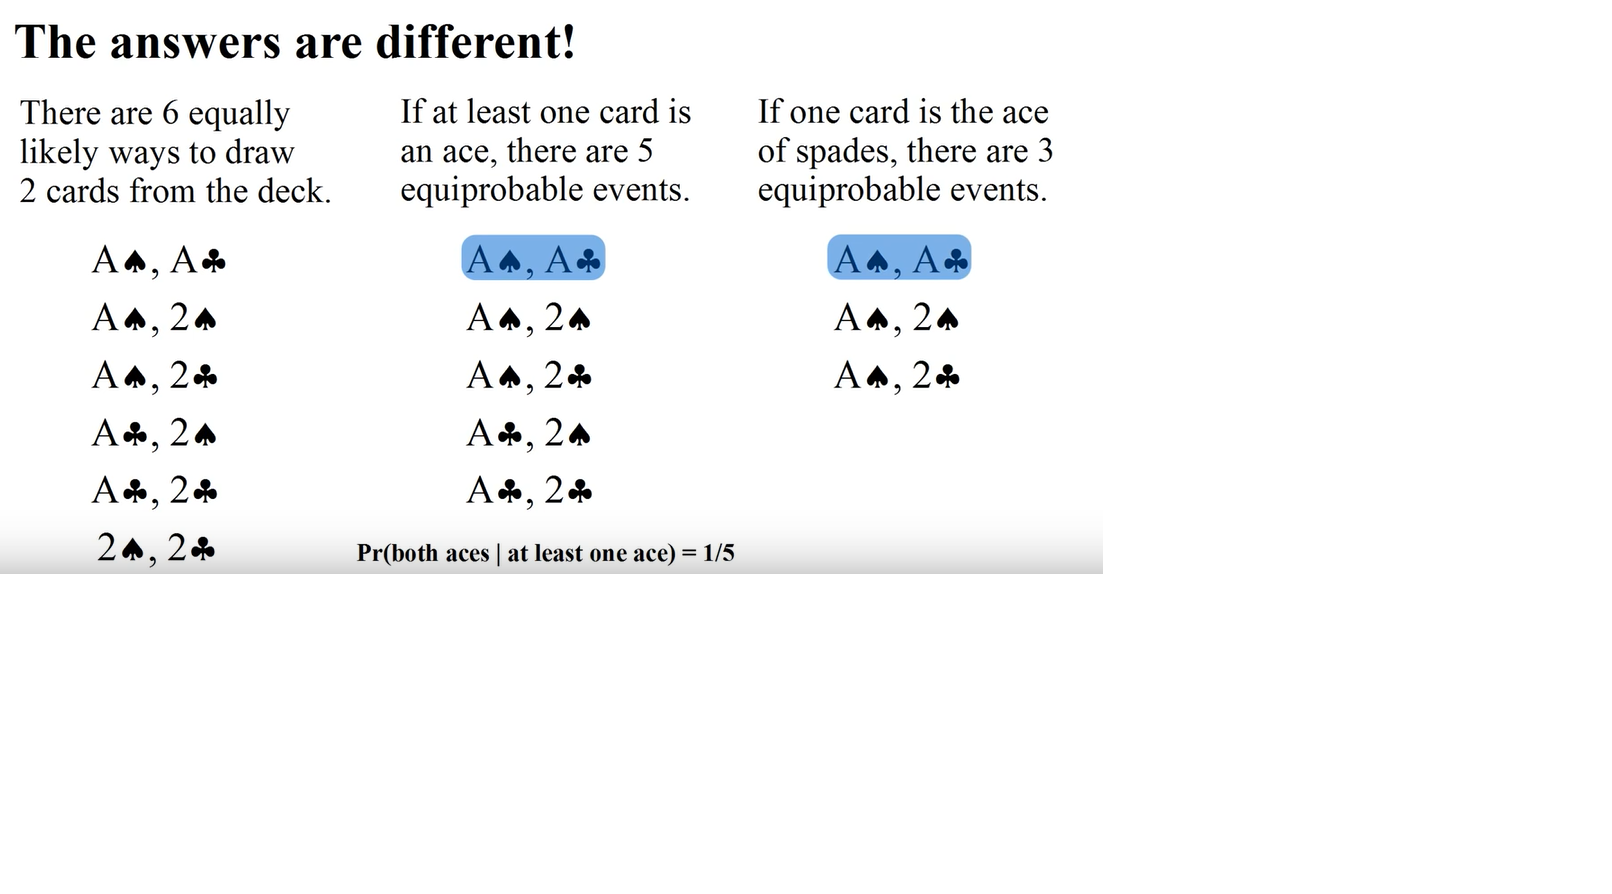 The answers are different!
There are 6 equally
likely ways to draw
2 cards from the deck.
A♠, A♣
A♠, 2♠
A♠, 2♣
A♣, 2♠
A♣, 2♣
2♠, 2♣
If at least one card is
an ace, there are 5
equiprobable events.
A♠, A♣
A♠, 2♠
A♠, 2♣
A♣, 2♠
A♣, 2♣
Pr(both aces | at least one ace) = 1/5
If one card is the ace
of spades, there are 3
equiprobable events.
A♠, A♣
A♠, 2♠
A♠, 2♣